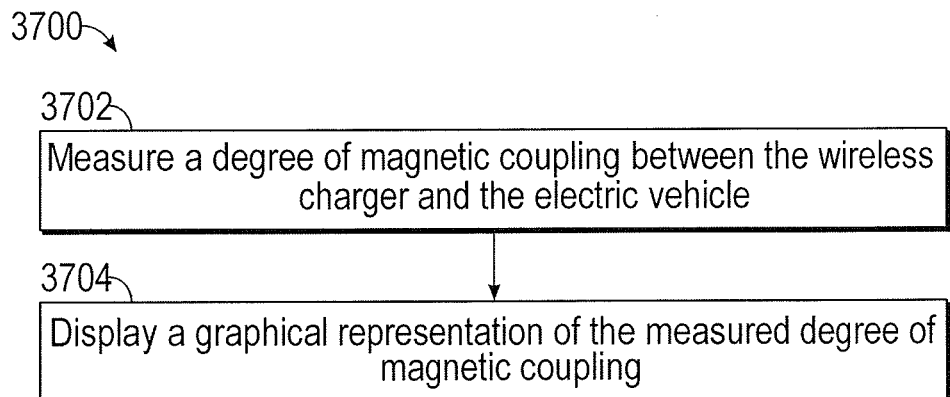 3700
3702
Measure a degree of magnetic coupling between the wireless
charger and the electric vehicle
3704
Display a graphical representation of the measured degree of
magnetic coupling